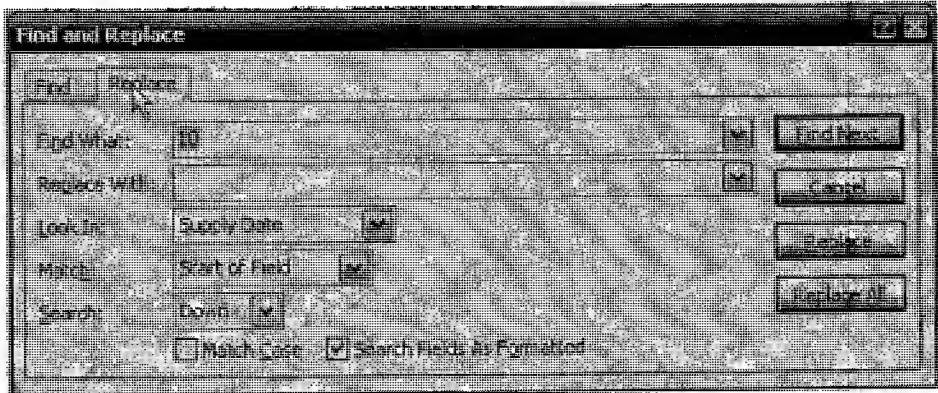 Find and Replace
Find Replace
Find What: 10 Find Next
Replace With: Cancel
Look In: Supply Date Replace
Match: Start of Field Replace All
Search: Down
Match Case Search Fields As Formatted